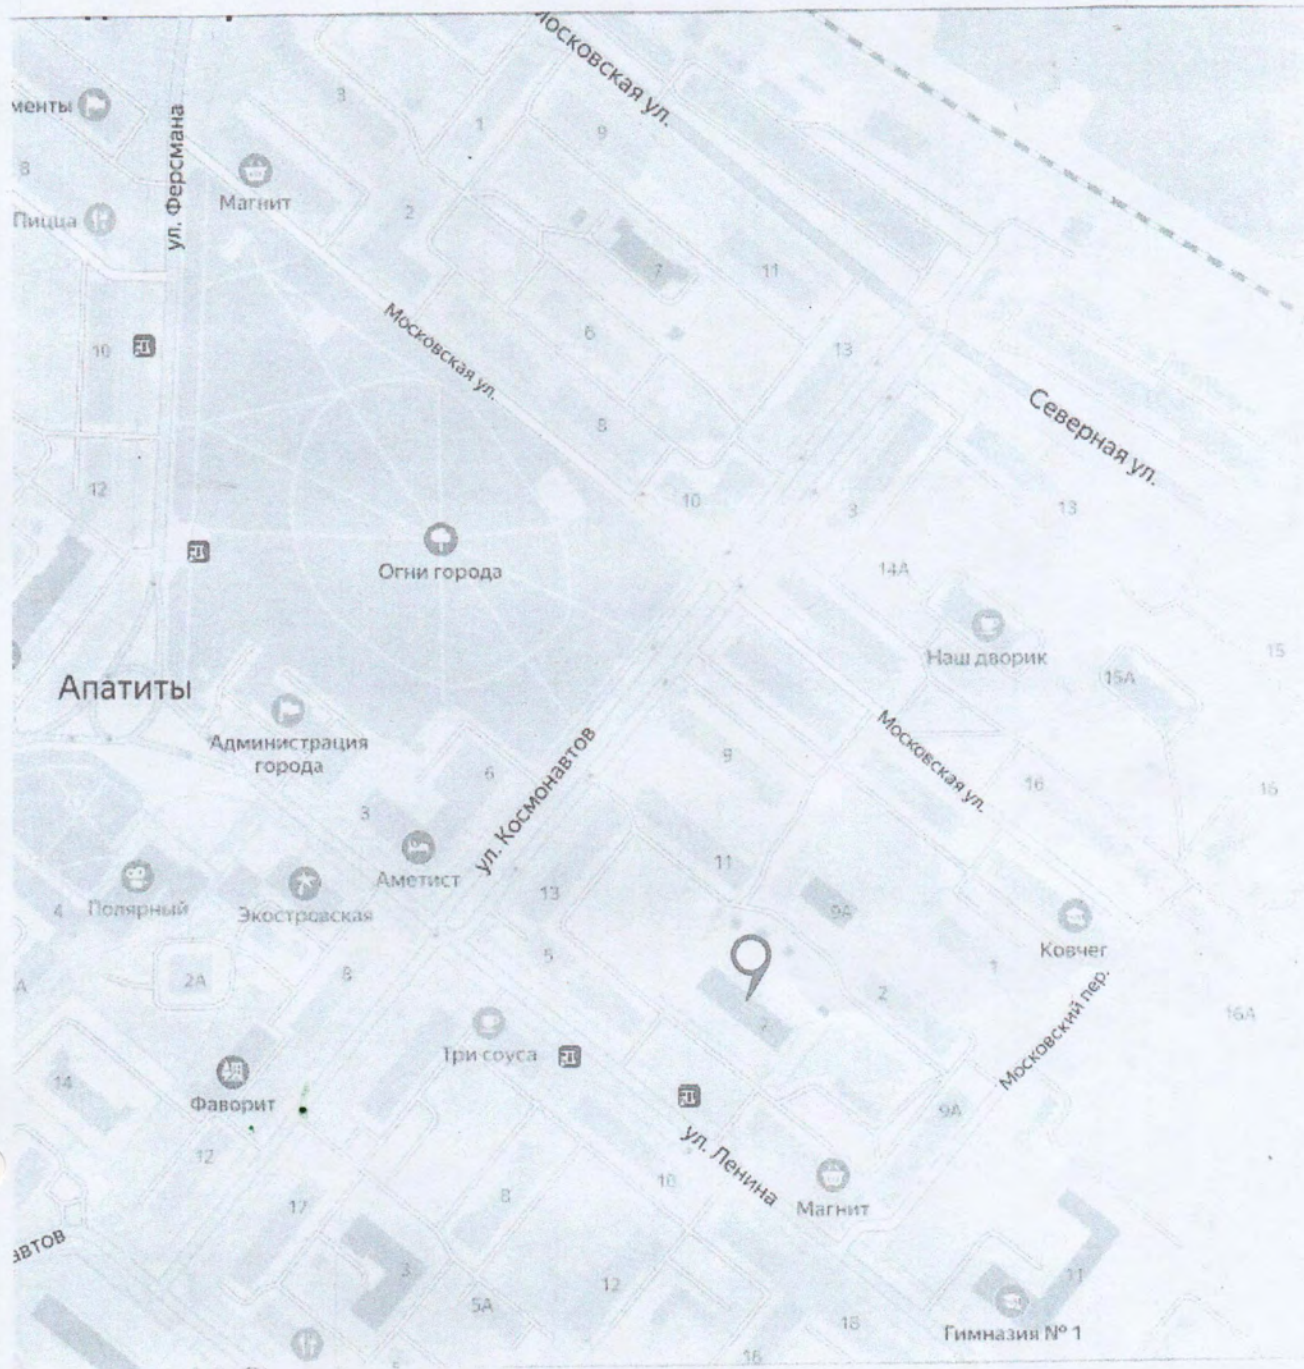 Московская ул.
менты
ул. Ферсмана
3
1
9
8
Магнит
2
Пицца
7
11
Московская ул.
6
10
13
8
Северная ул.
12
10
3
13
Огни города
14А
Наш дворик
15
15А
Апатиты
Администрация
города
ул. Космонавтов
9
Московская ул.
16
16
6
3
Аметист
11
4
Полярный
Экостровская
13
9А
Ковчег
А
2А
8
5
1
2
Московский пер.
16А
7
Три соуса
14
Фаворит
9А
ул. Ленина
12
10
Магнит
17
8
автов
3
12
11
5А
18
Гимназия № 1
5
16